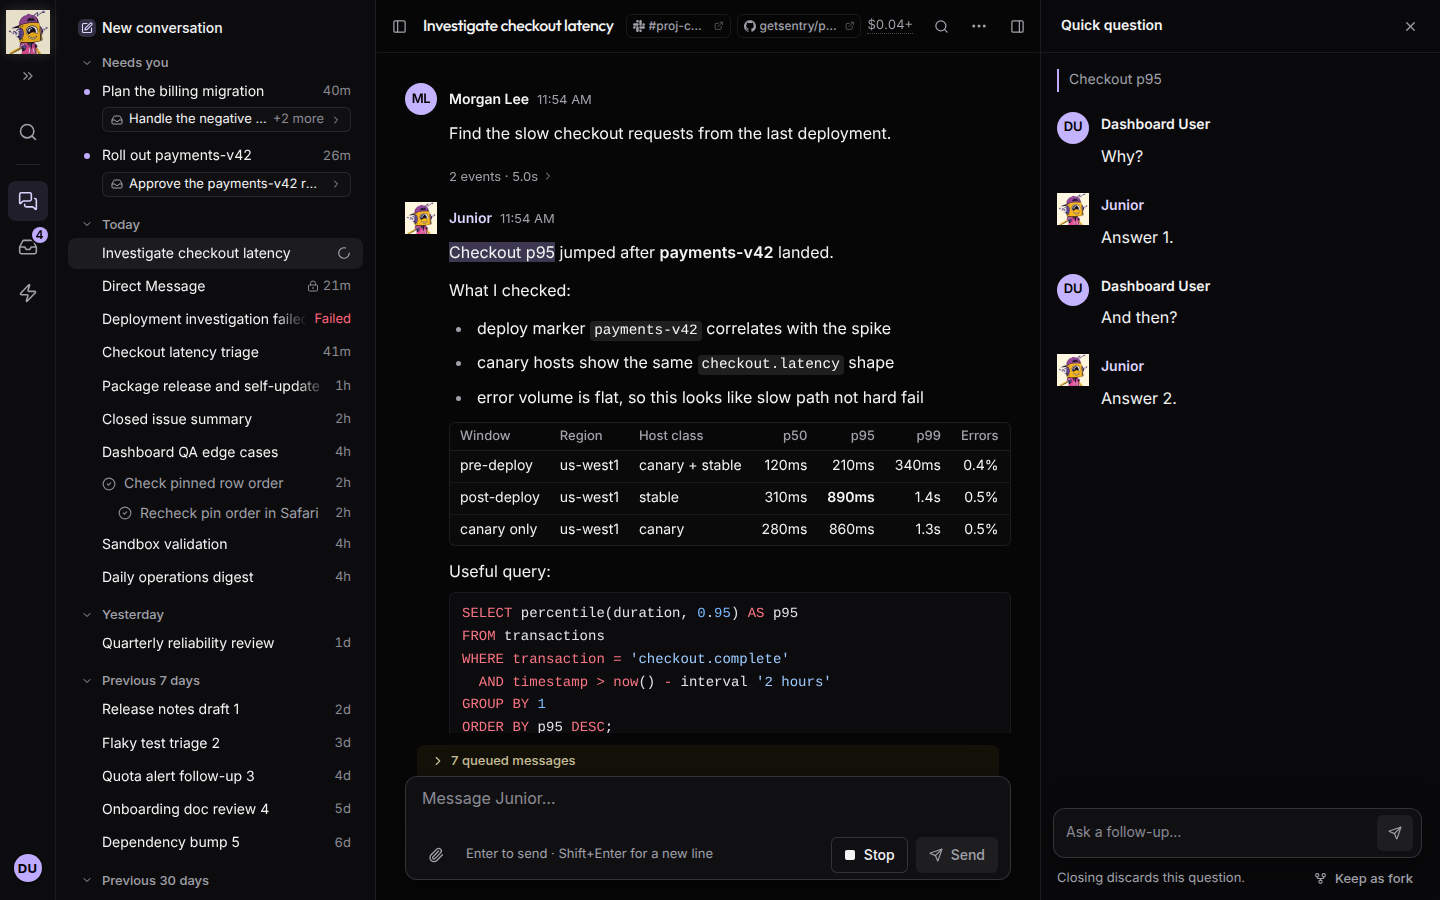 New conversation
Needs you
Plan the billing migration 40m
Handle the negative ... +2 more
Roll out payments-v42 26m
Approve the payments-v42 r...
Today
Investigate checkout latency
Direct Message 21m
Deployment investigation failed Failed
Checkout latency triage 41m
Package release and self-update 1h
Closed issue summary 2h
Dashboard QA edge cases 4h
Check pinned row order 2h
Recheck pin order in Safari 2h
Sandbox validation 4h
Daily operations digest 4h
Yesterday
Quarterly reliability review 1d
Previous 7 days
Release notes draft 1 2d
Flaky test triage 2 3d
Quota alert follow-up 3 4d
Onboarding doc review 4 5d
Dependency bump 5 6d
Previous 30 days
4
DU
Investigate checkout latency #proj-c... getsentry/p... $0.04+
ML Morgan Lee 11:54 AM
Find the slow checkout requests from the last deployment.
2 events · 5.0s
Junior 11:54 AM
Checkout p95 jumped after payments-v42 landed.
What I checked:
• deploy marker payments-v42 correlates with the spike
• canary hosts show the same checkout.latency shape
• error volume is flat, so this looks like slow path not hard fail
Window Region Host class p50 p95 p99 Errors
pre-deploy us-west1 canary + stable 120ms 210ms 340ms 0.4%
post-deploy us-west1 stable 310ms 890ms 1.4s 0.5%
canary only us-west1 canary 280ms 860ms 1.3s 0.5%
Useful query:
SELECT percentile(duration, 0.95) AS p95
FROM transactions
WHERE transaction = 'checkout.complete'
AND timestamp > now() - interval '2 hours'
GROUP BY 1
ORDER BY p95 DESC;
7 queued messages
Message Junior...
Enter to send · Shift+Enter for a new line
Stop
Send
Quick question
Checkout p95
DU Dashboard User
Why?
Junior
Answer 1.
DU Dashboard User
And then?
Junior
Answer 2.
Ask a follow-up...
Closing discards this question. Keep as fork